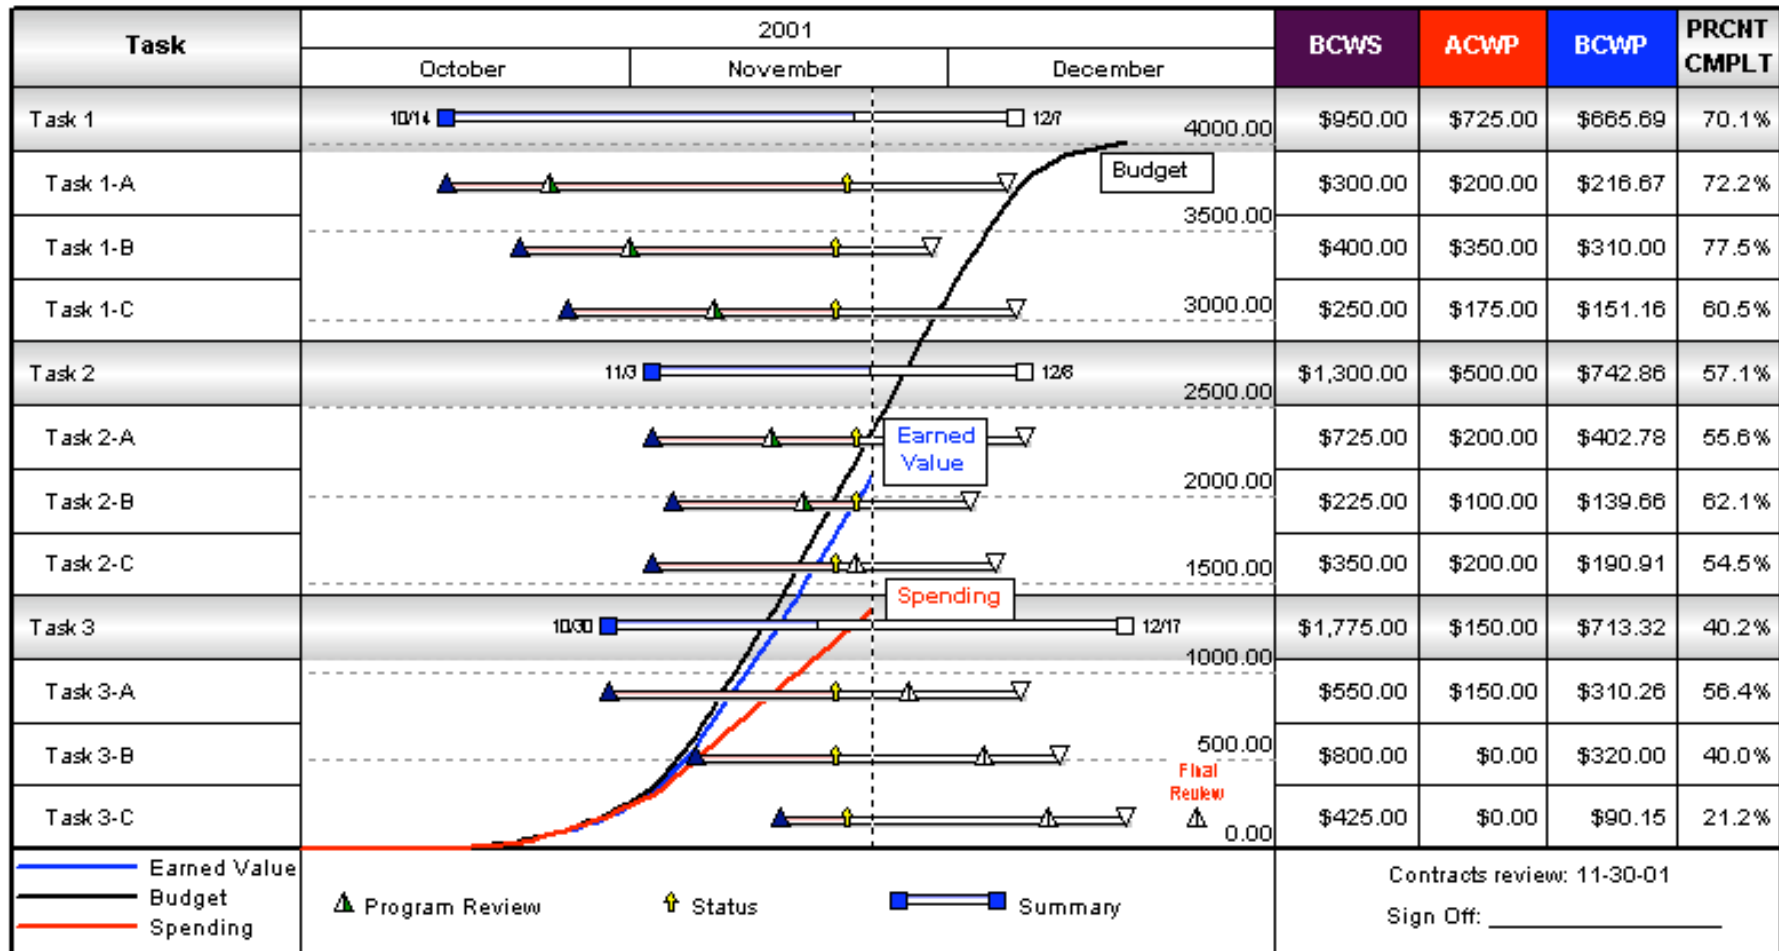 Task
2001
October November December
BCWS ACWP BCWP PRCNT
CMPLT
Task 1 10/14 12/7 $950.00 $725.00 $665.69 70.1%
4000.00
Budget
Task 1-A $300.00 $200.00 $216.67 72.2%
3500.00
Task 1-B $400.00 $350.00 $310.00 77.5%
Task 1-C 3000.00 $250.00 $175.00 $151.16 60.5%
Task 2 11/3 12/8 $1,300.00 $500.00 $742.86 57.1%
2500.00
Task 2-A Earned $725.00 $200.00 $402.78 55.6%
Value
2000.00
Task 2-B $225.00 $100.00 $139.66 62.1%
Task 2-C 1500.00 $350.00 $200.00 $190.91 54.5%
Spending
Task 3 10/30 12/17 $1,775.00 $150.00 $713.32 40.2%
1000.00
Task 3-A $550.00 $150.00 $310.26 56.4%
500.00
Task 3-B $800.00 $0.00 $320.00 40.0%
Final
Review
Task 3-C 0.00 $425.00 $0.00 $90.15 21.2%
Earned Value
Budget
Spending
Program Review Status Summary
Contracts review: 11-30-01
Sign Off: